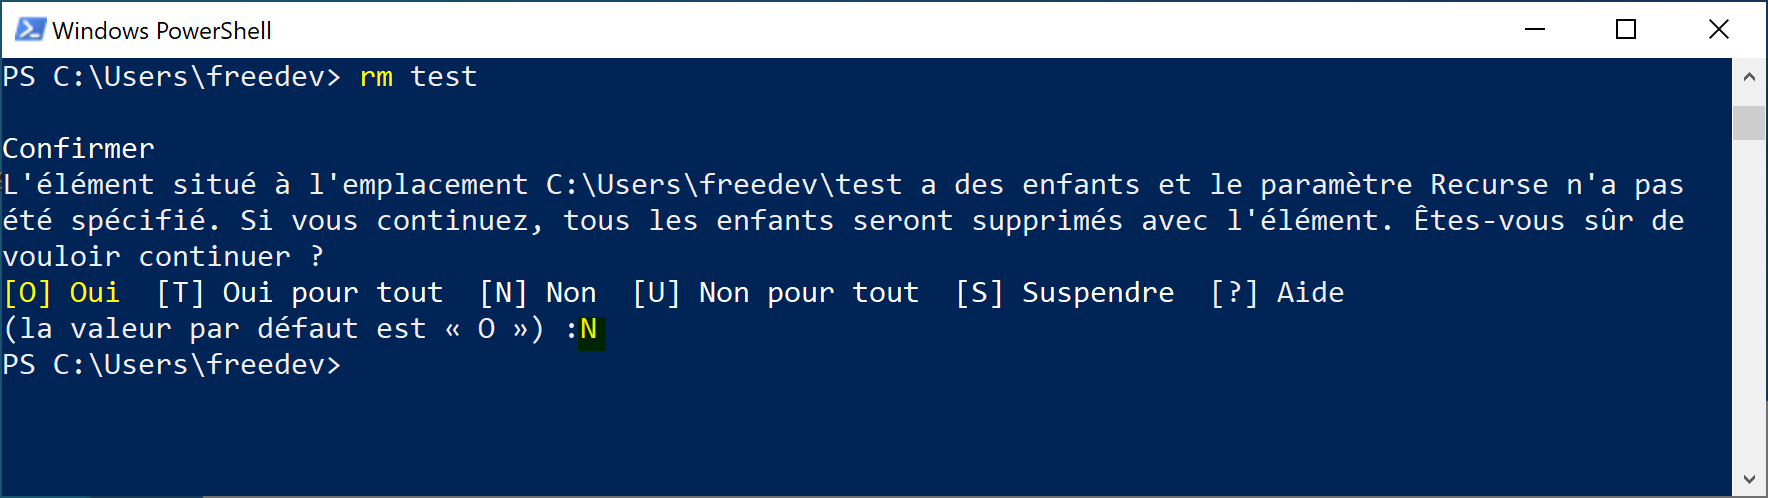 Windows PowerShell
PS C:\Users\freedev> rm test
Confirmer
L'élément situé à l'emplacement C:\Users\freedev\test a des enfants et le paramètre Recurse n'a pas
été spécifié. Si vous continuez, tous les enfants seront supprimés avec l'élément. Êtes-vous sûr de
vouloir continuer ?
[O] Oui  [T] Oui pour tout  [N] Non  [U] Non pour tout  [S] Suspendre  [?] Aide
(la valeur par défaut est « O ») :N
PS C:\Users\freedev>